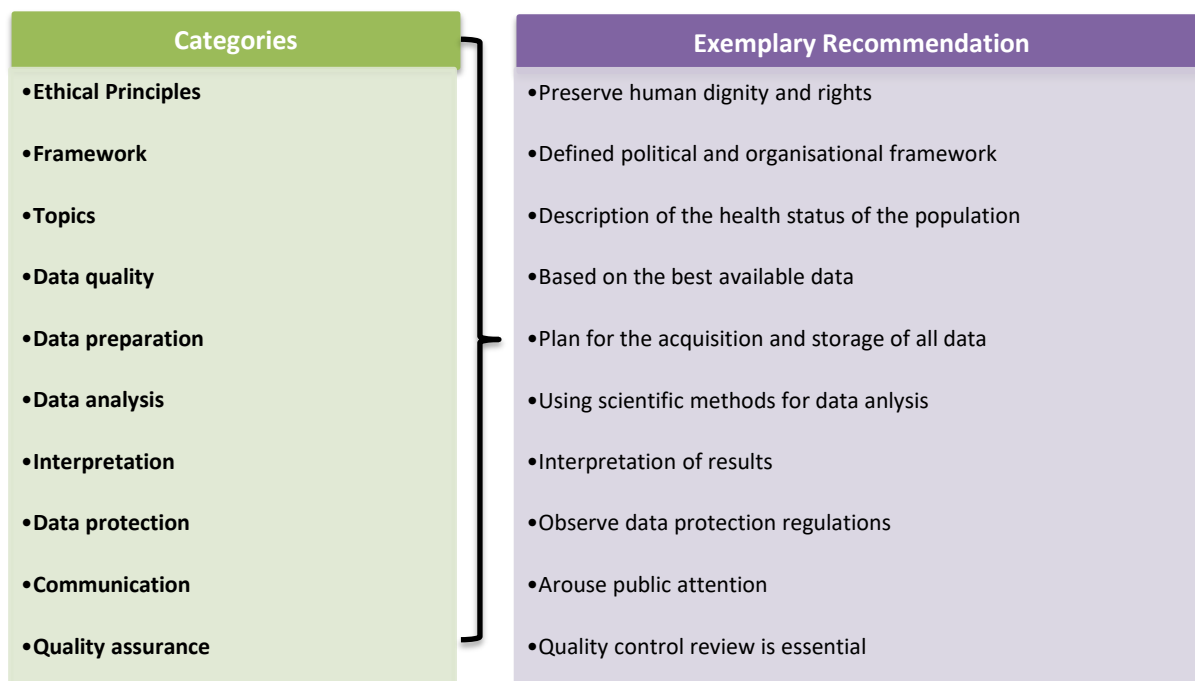 Categories
•Ethical Principles
•Framework
•Topics
•Data quality
•Data preparation
•Data analysis
•Interpretation
•Data protection
•Communication
•Quality assurance
Exemplary Recommendation
•Preserve human dignity and rights
•Defined political and organisational framework
•Description of the health status of the population
•Based on the best available data
•Plan for the acquisition and storage of all data
•Using scientific methods for data anlysis
•Interpretation of results
•Observe data protection regulations
•Arouse public attention
•Quality control review is essential